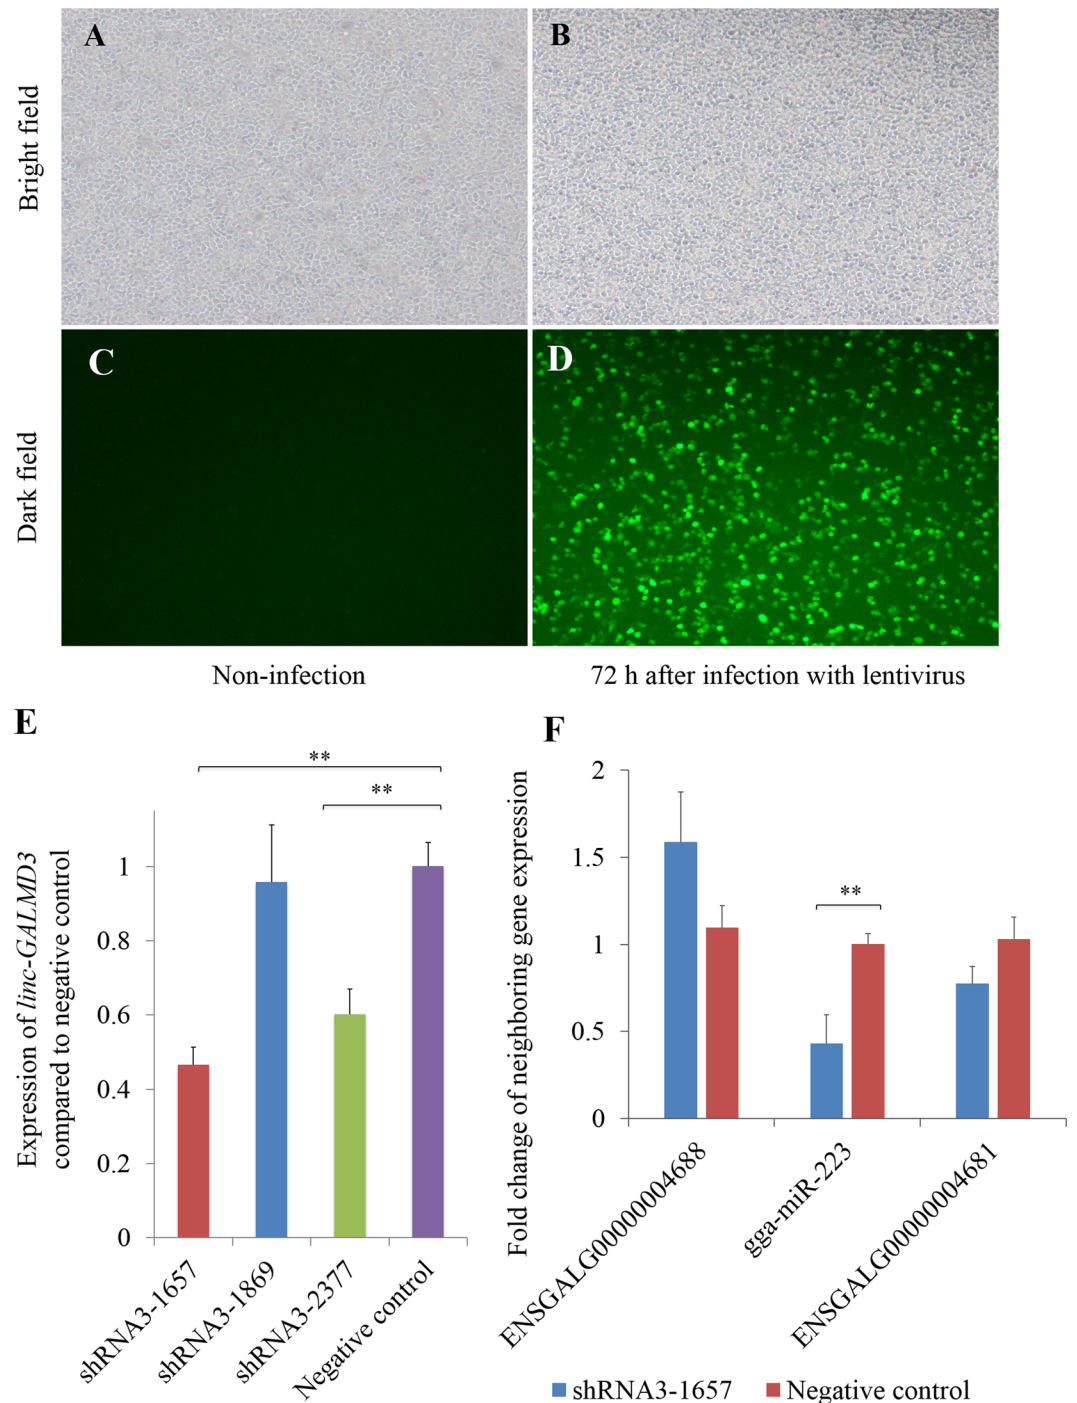 A
B
Bright field
C
D
Dark field
Non-infection
72 h after infection with lentivirus
E
**
**
Expression of linc-GALMD3
compared to negative control
1
0.8
0.6
0.4
0.2
0
shRNA3-1657
shRNA3-1869
shRNA3-2377
Negative control
F
Fold change of neighboring gene expression
2
1.5
1
0.5
0
**
ENSGALG00000004688
gga-miR-223
ENSGALG00000004681
shRNA3-1657
Negative control